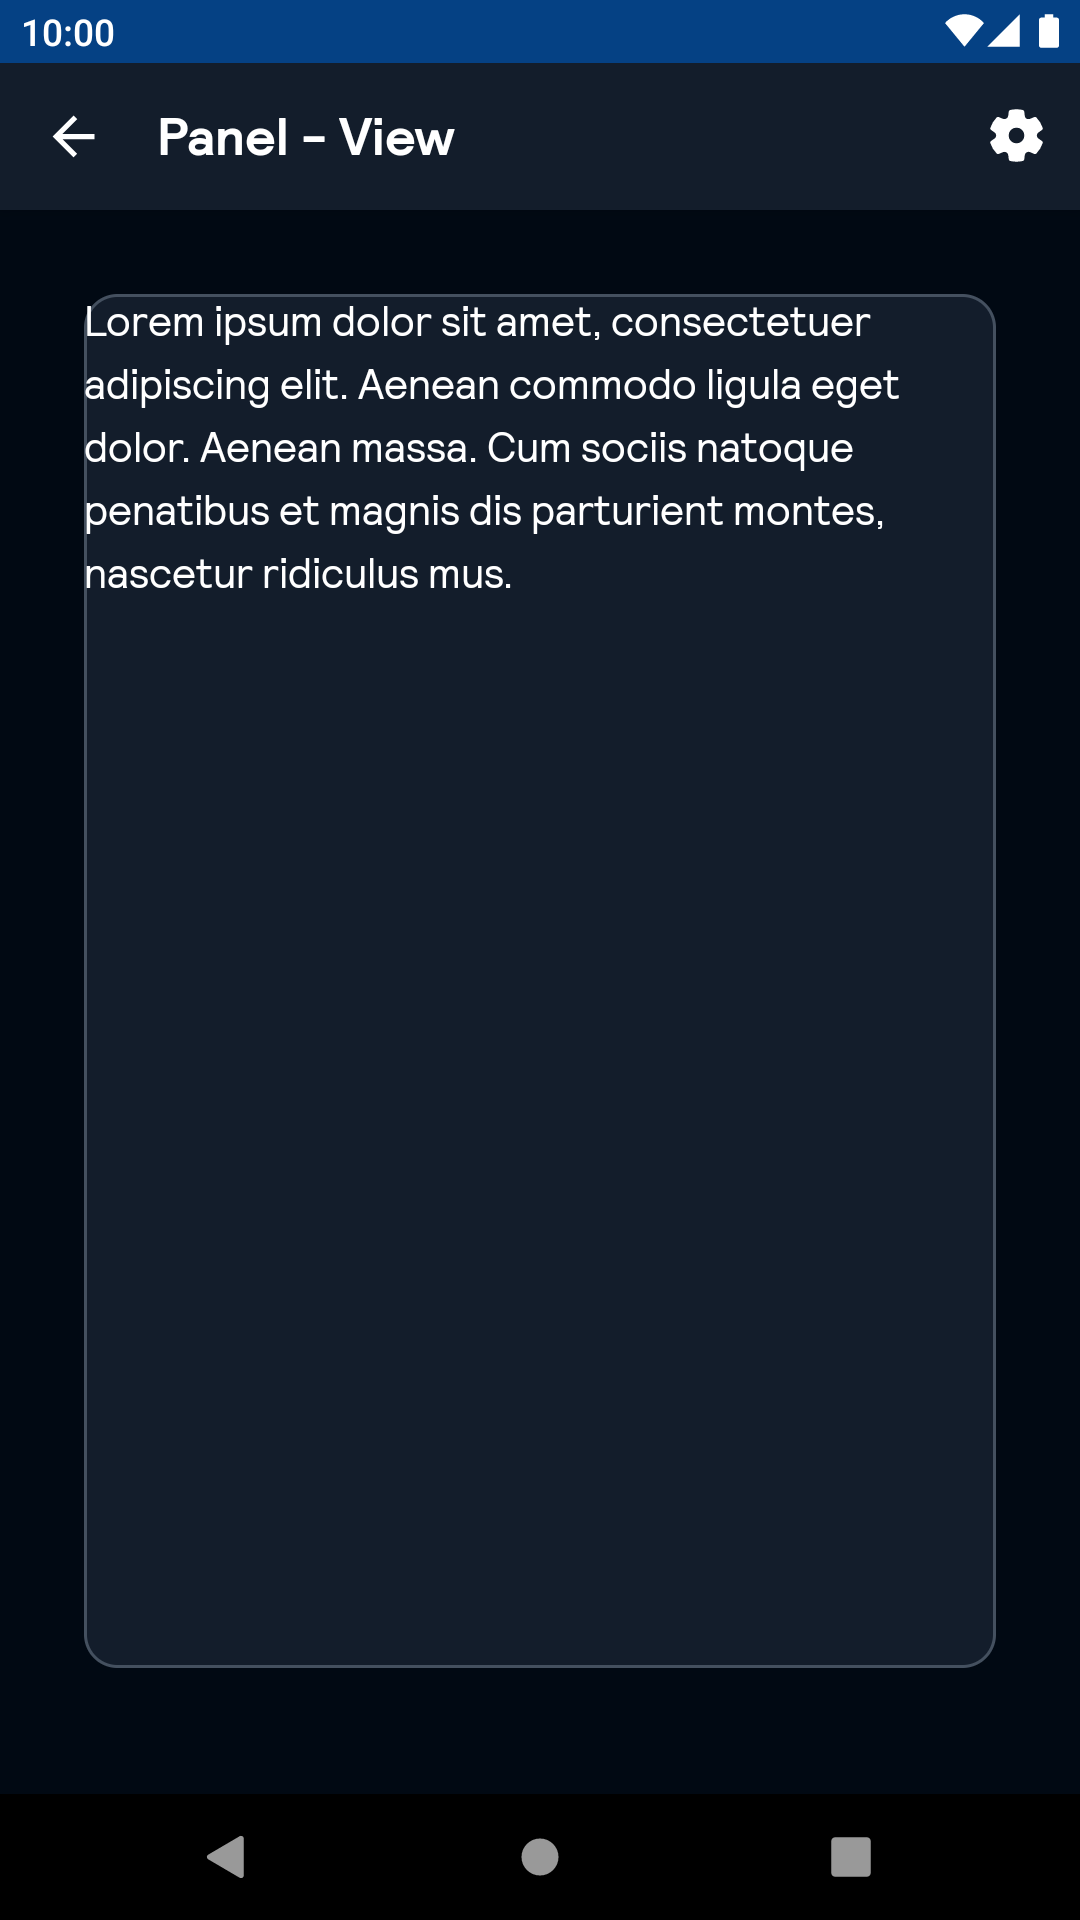 10:00
Panel - View
Lorem ipsum dolor sit amet, consectetuer
adipiscing elit. Aenean commodo ligula eget
dolor. Aenean massa. Cum sociis natoque
penatibus et magnis dis parturient montes,
nascetur ridiculus mus.